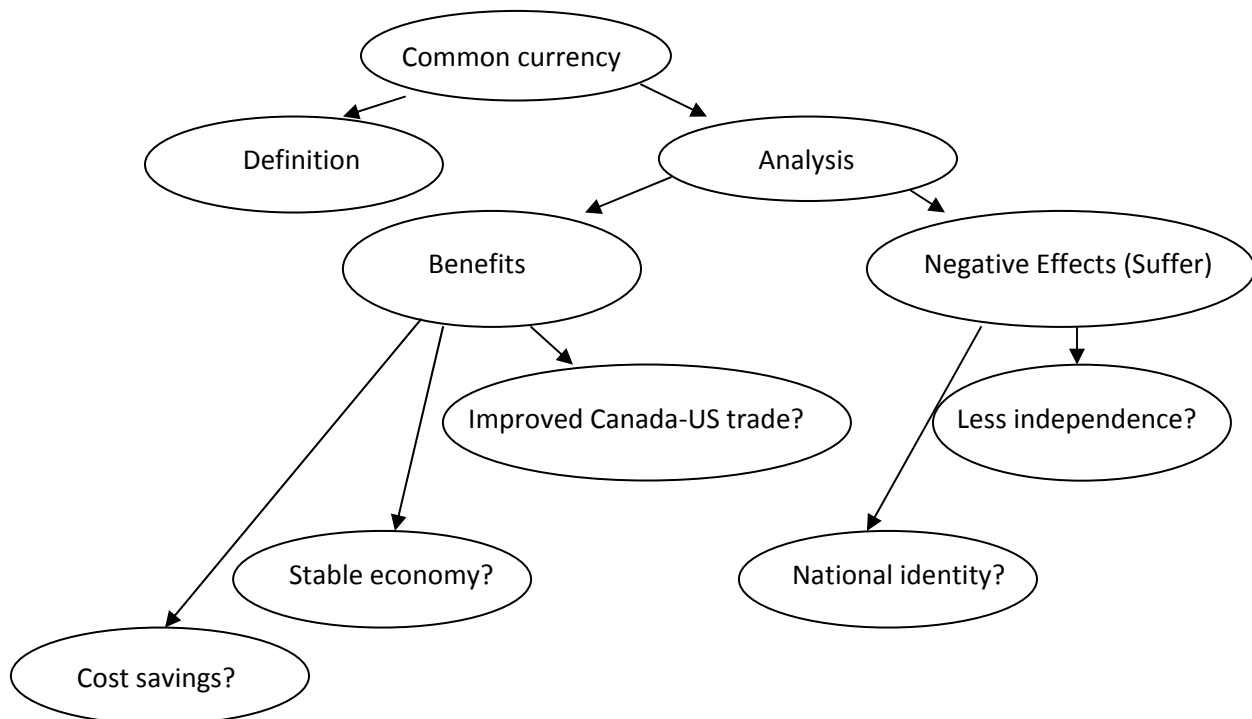 Common currency
Definition
Analysis
Benefits
Negative Effects (Suffer)
Improved Canada-US trade?
Less independence?
Stable economy?
National identity?
Cost savings?